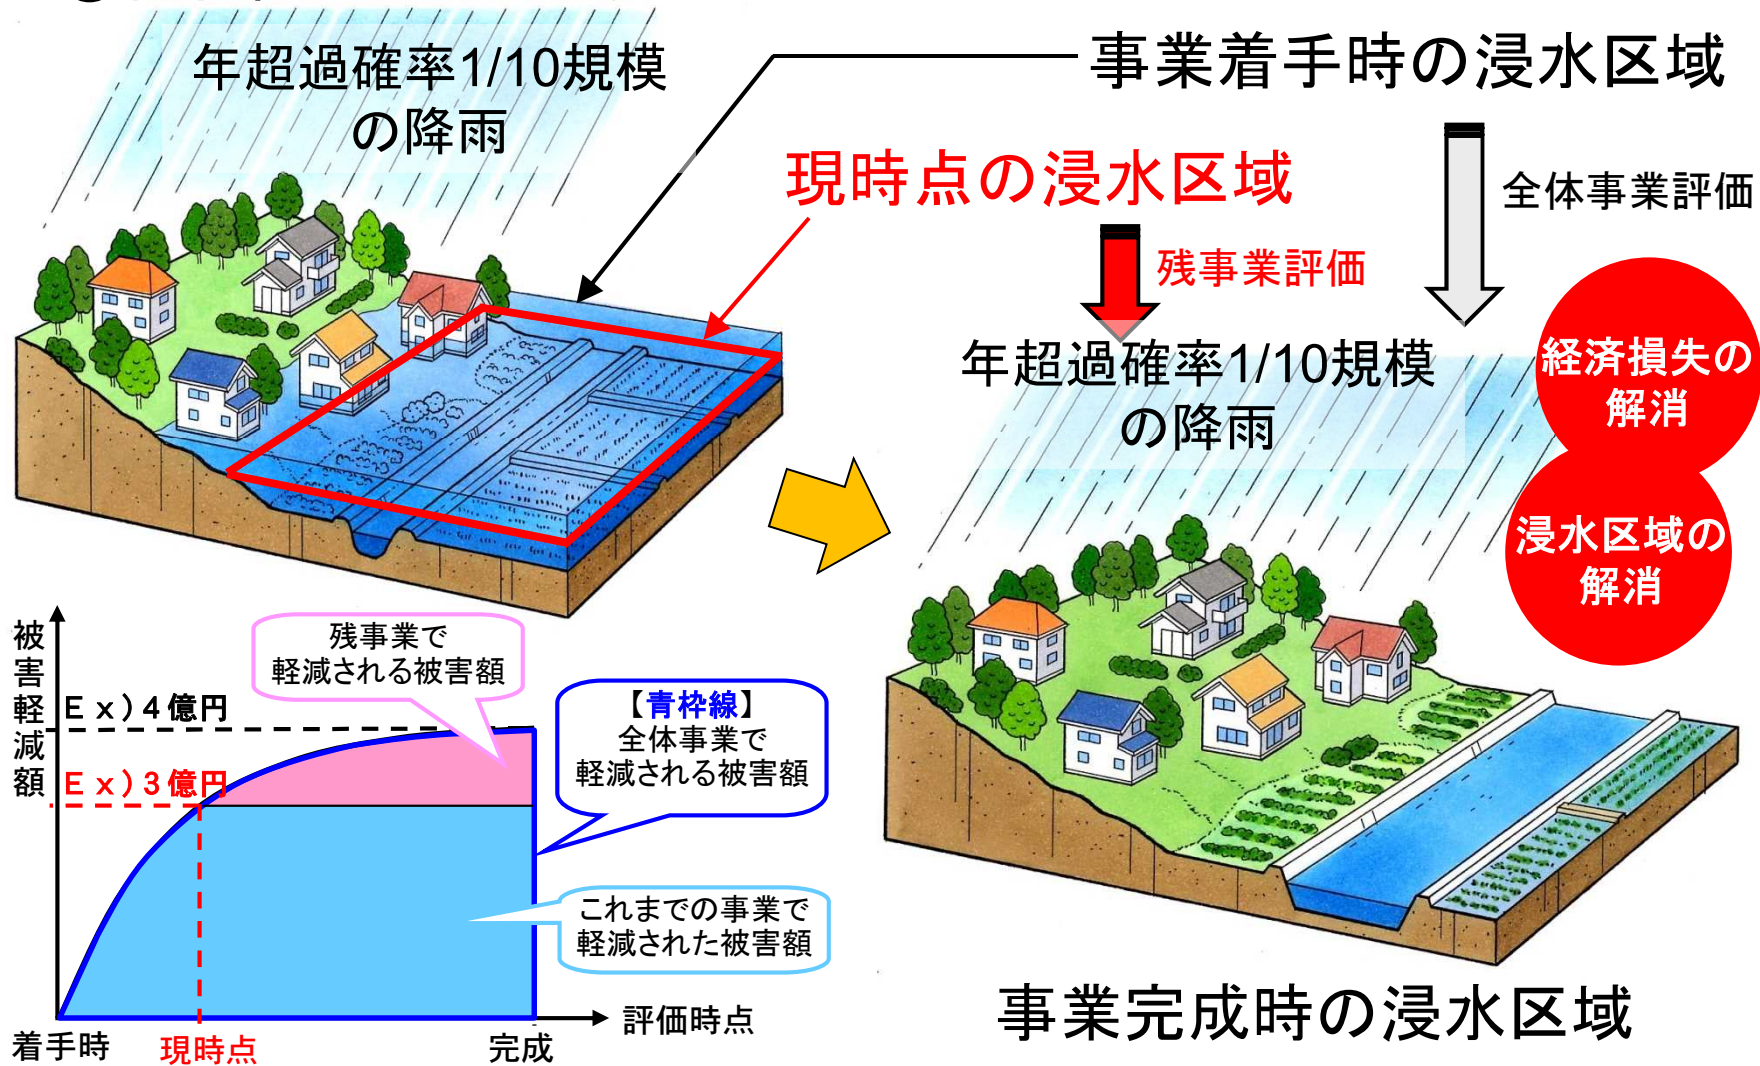 年超過確率1/10規模
の降雨
事業着手時の浸水区域
現時点の浸水区域
全体事業評価
残事業評価
年超過確率1/10規模
の降雨
経済損失の
解消
浸水区域の
解消
被害軽減額
Ｅｘ）４億円
Ｅｘ）３億円
残事業で
軽減される被害額
【青枠線】
全体事業で
軽減される被害額
これまでの事業で
軽減された被害額
評価時点
着手時
現時点
完成
事業完成時の浸水区域